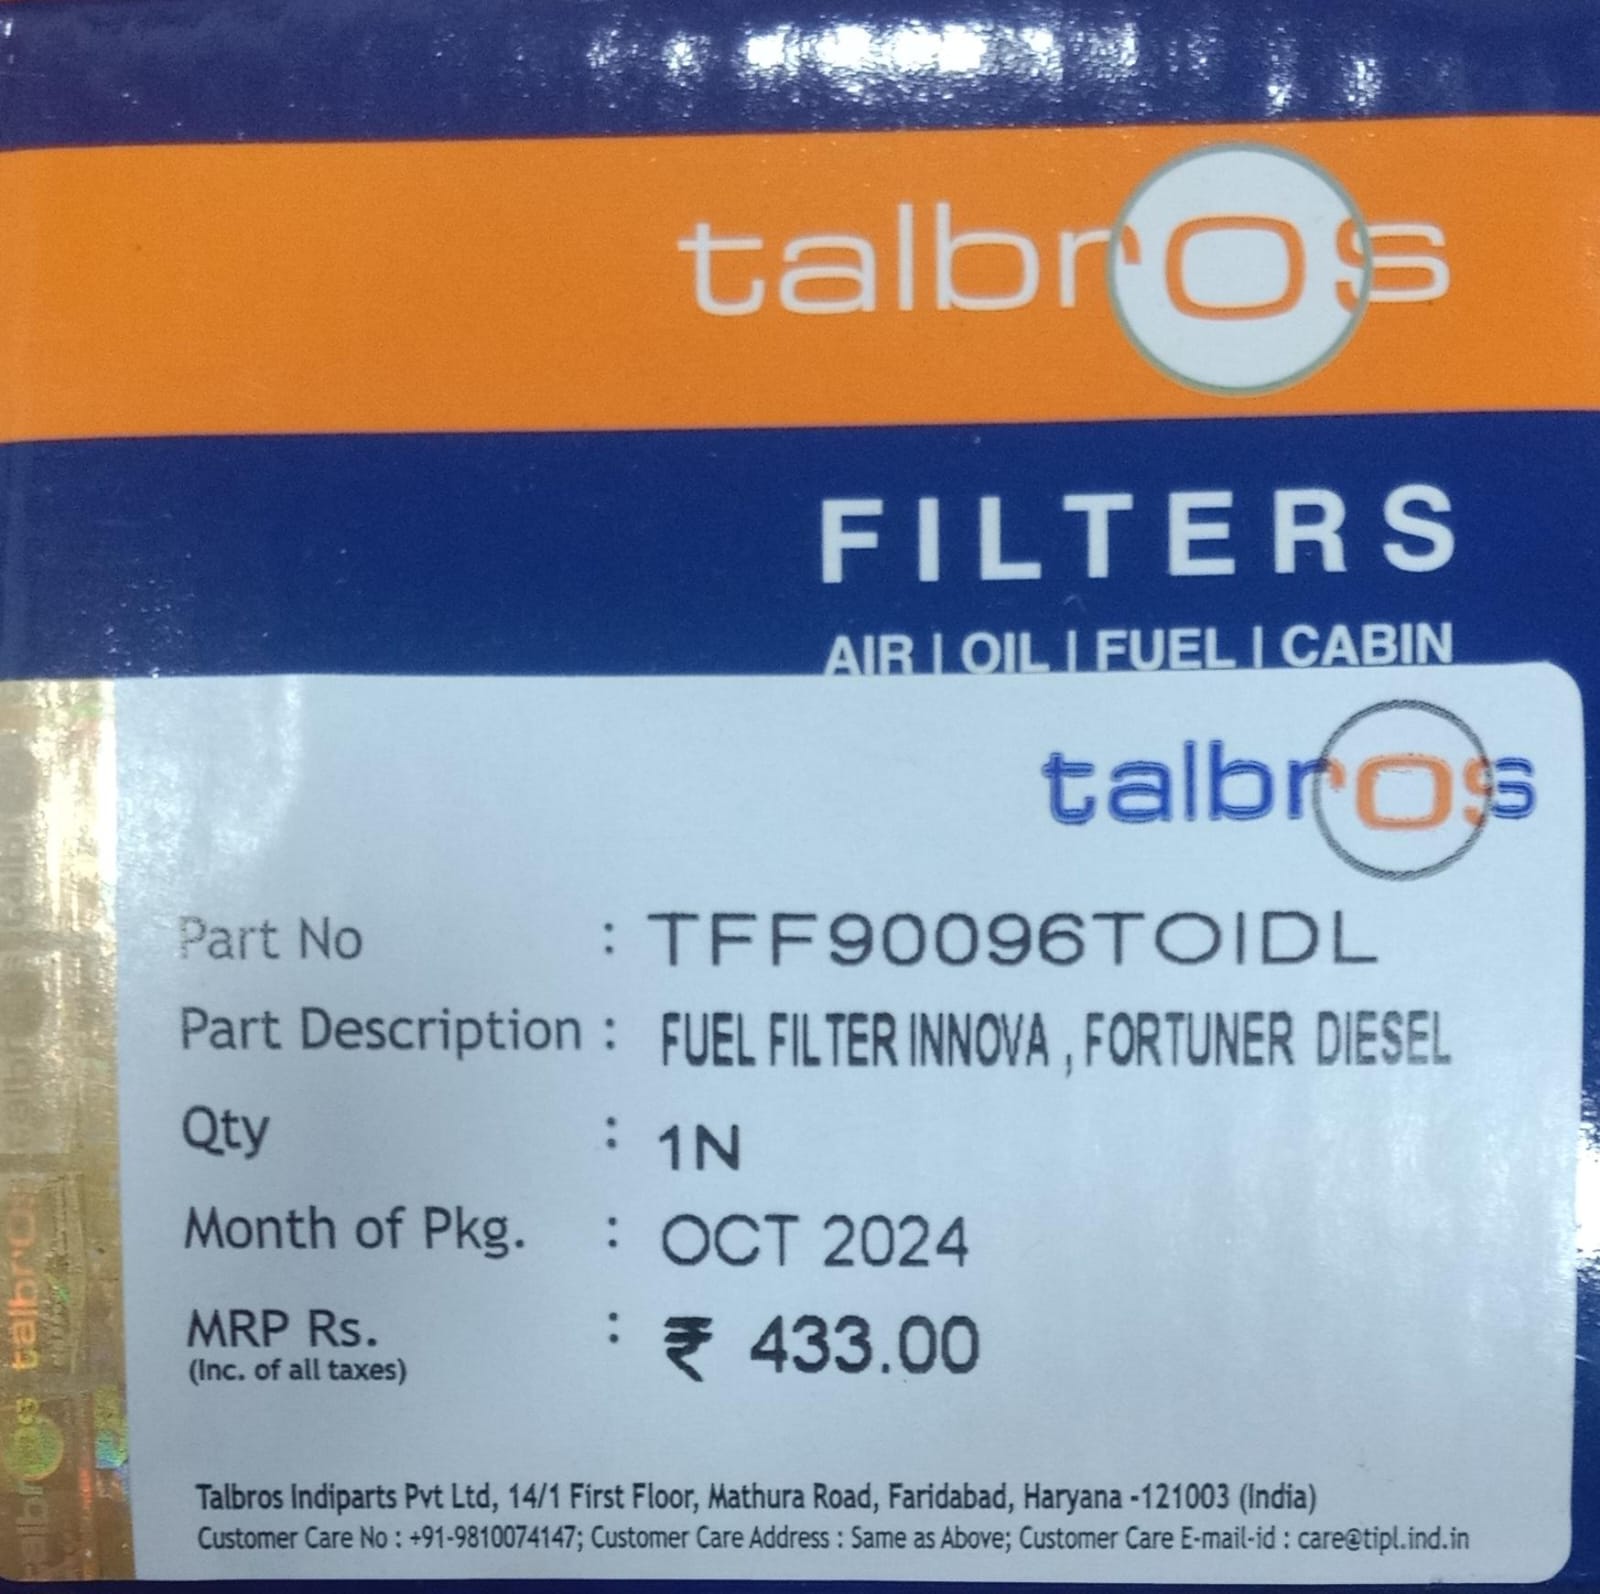 talbros
FILTERS
AIR | OIL | FUEL | CABIN
talbros
Part No : TFF90096TOIDL
Part Description : FUEL FILTER INNOVA , FORTUNER DIESEL
Qty : 1N
Month of Pkg. : OCT 2024
MRP Rs. : ₹ 433.00
(Inc. of all taxes)
Talbros Indiparts Pvt Ltd, 14/1 First Floor, Mathura Road, Faridabad, Haryana -121003 (India)
Customer Care No : +91-9810074147; Customer Care Address : Same as Above; Customer Care E-mail-id : care@tipl.ind.in
talbros
talbros
talbros